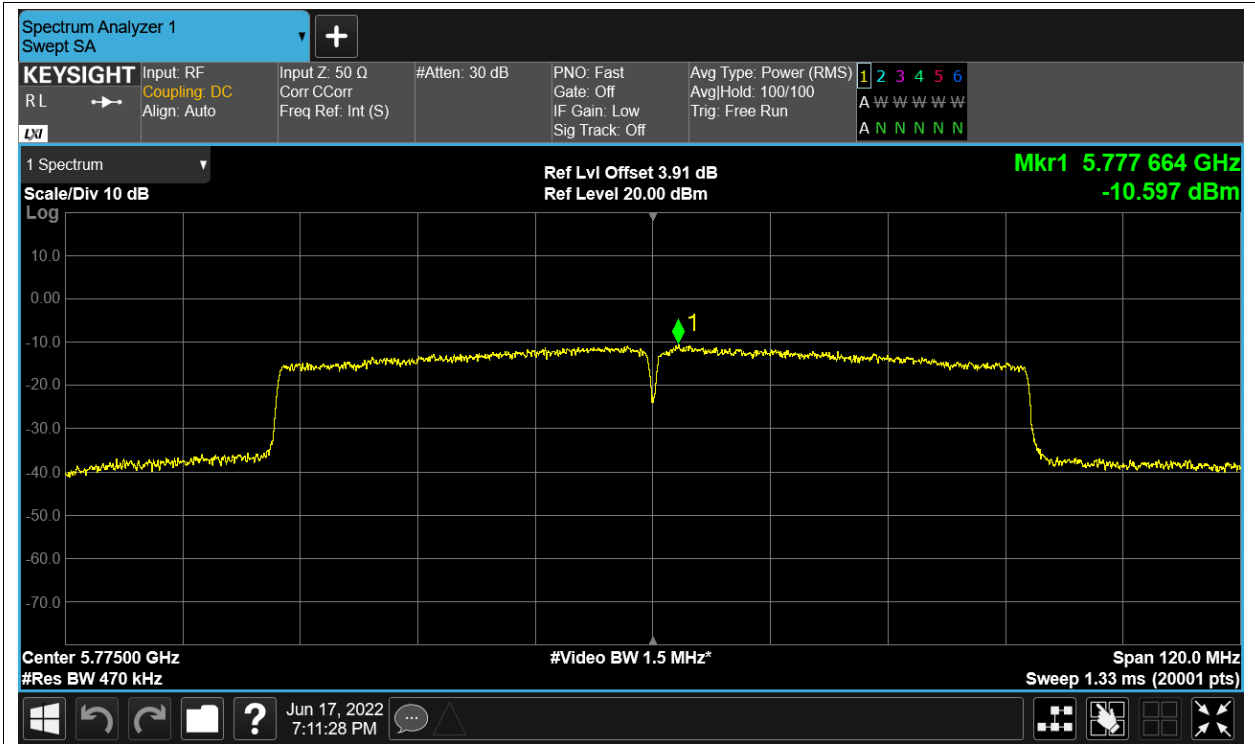 Spectrum Analyzer 1
Swept SA
KEYSIGHT
R L
LXI
Input: RF
Coupling: DC
Align: Auto
Input Z: 50 Ω
Corr CCorr
Freq Ref: Int (S)
#Atten: 30 dB
PNO: Fast
Gate: Off
IF Gain: Low
Sig Track: Off
Avg Type: Power (RMS)
Avg|Hold: 100/100
Trig: Free Run
1 2 3 4 5 6
A W W W W W
A N N N N N
1 Spectrum
Scale/Div 10 dB
Ref Lvl Offset 3.91 dB
Ref Level 20.00 dBm
Mkr1 5.777 664 GHz
-10.597 dBm
Log
10.0
0.00
-10.0
-20.0
-30.0
-40.0
-50.0
-60.0
-70.0
1
Center 5.77500 GHz
#Res BW 470 kHz
#Video BW 1.5 MHz*
Span 120.0 MHz
Sweep 1.33 ms (20001 pts)
?
Jun 17, 2022
7:11:28 PM